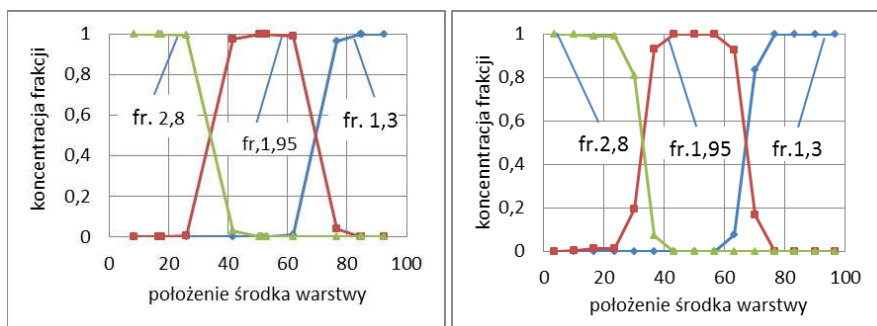 koncentracja frakcji
1
0,8
0,6
0,4
0,2
0
fr. 2,8
fr,1,95
fr. 1,3
0 20 40 60 80 100
położenie środka warstwy
koncenntracja frakcji
1
0,8
0,6
0,4
0,2
0
fr.2,8
fr.1,95
fr.1,3
0 20 40 60 80 100
położenie środka warstwy